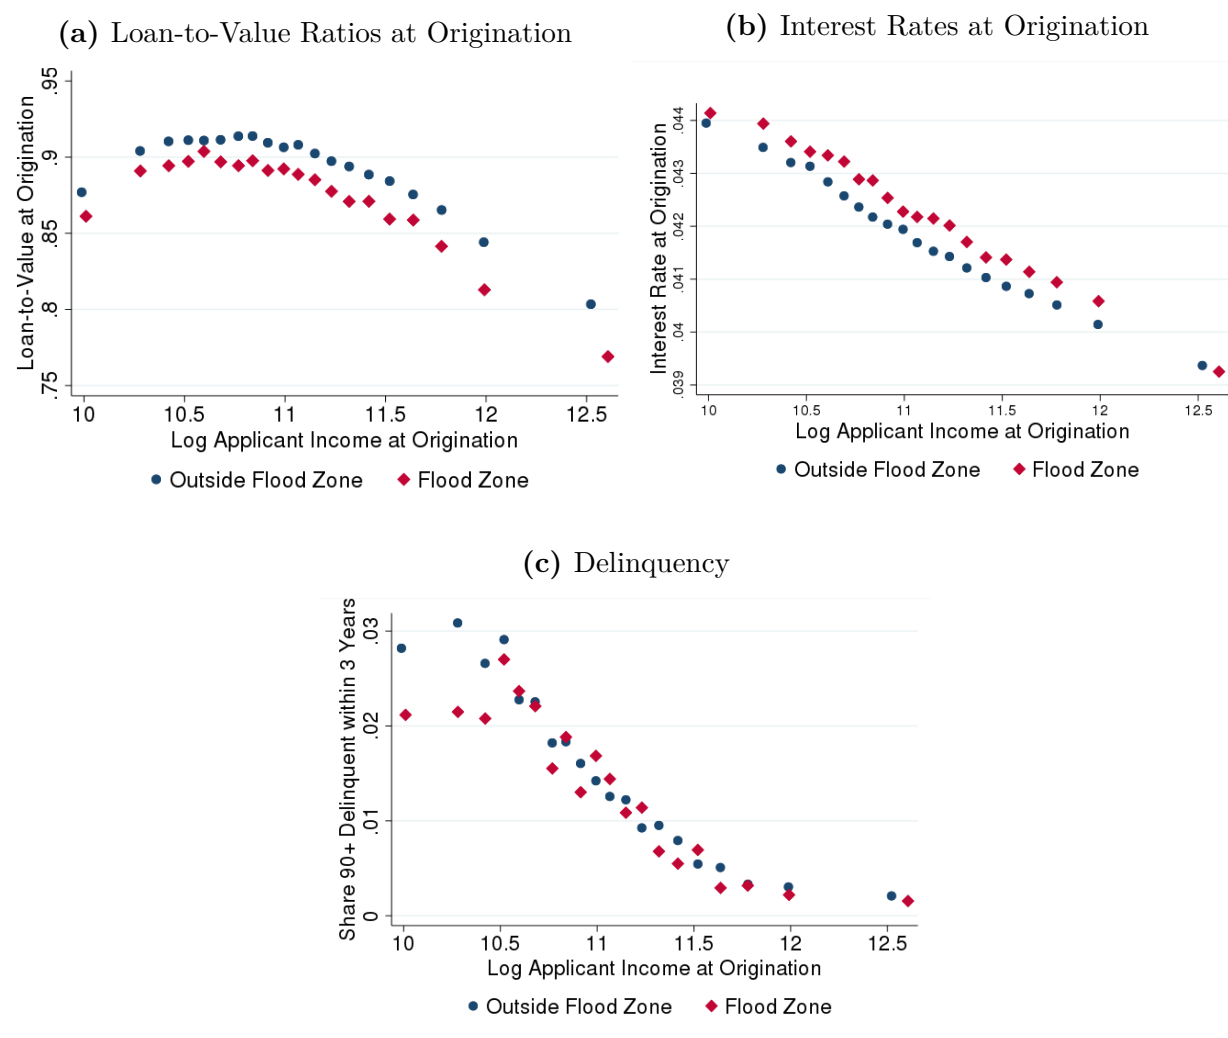 (a) Loan-to-Value Ratios at Origination
Loan-to-Value at Origination
.95
.9
.85
.8
.75
10 10.5 11 11.5 12 12.5
Log Applicant Income at Origination
Outside Flood Zone Flood Zone
(b) Interest Rates at Origination
Interest Rate at Origination
.044
.043
.042
.041
.04
.039
10 10.5 11 11.5 12 12.5
Log Applicant Income at Origination
Outside Flood Zone Flood Zone
(c) Delinquency
Share 90+ Delinquent within 3 Years
.03
.02
.01
0
10 10.5 11 11.5 12 12.5
Log Applicant Income at Origination
Outside Flood Zone Flood Zone